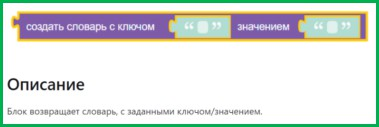 создать словарь с ключом “ ” значением “ ”
Описание
Блок возвращает словарь, с заданными ключом/значением.